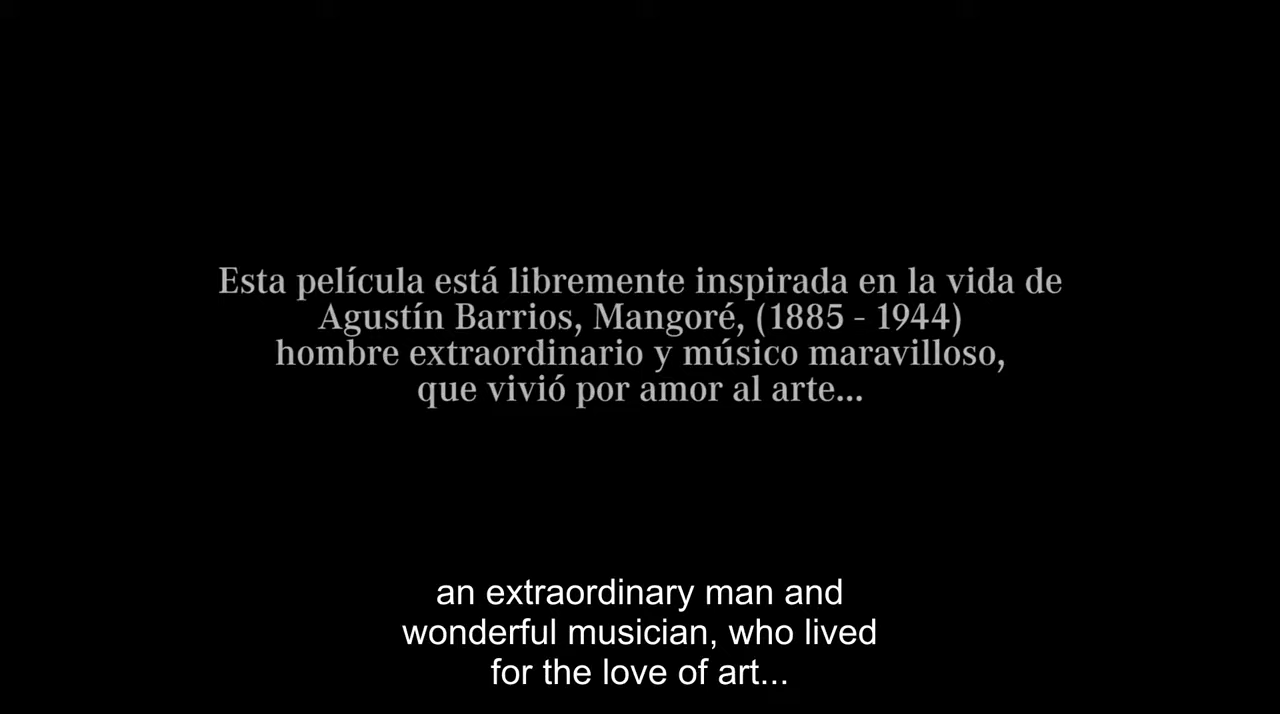 Esta película está libremente inspirada en la vida de
Agustín Barrios, Mangoré, (1885 - 1944)
hombre extraordinario y músico maravilloso,
que vivió por amor al arte...
an extraordinary man and
wonderful musician, who lived
for the love of art...